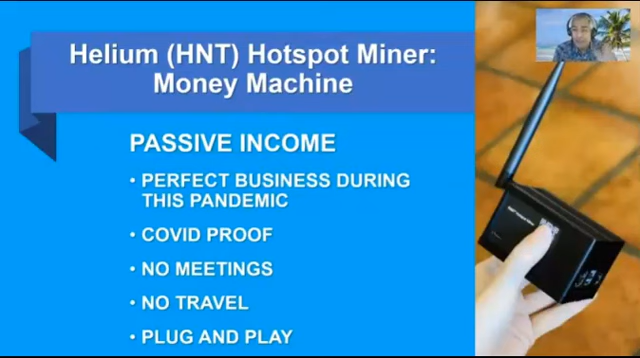 Helium (HNT) Hotspot Miner:
Money Machine
PASSIVE INCOME
• PERFECT BUSINESS DURING
THIS PANDEMIC
• COVID PROOF
• NO MEETINGS
• NO TRAVEL
• PLUG AND PLAY